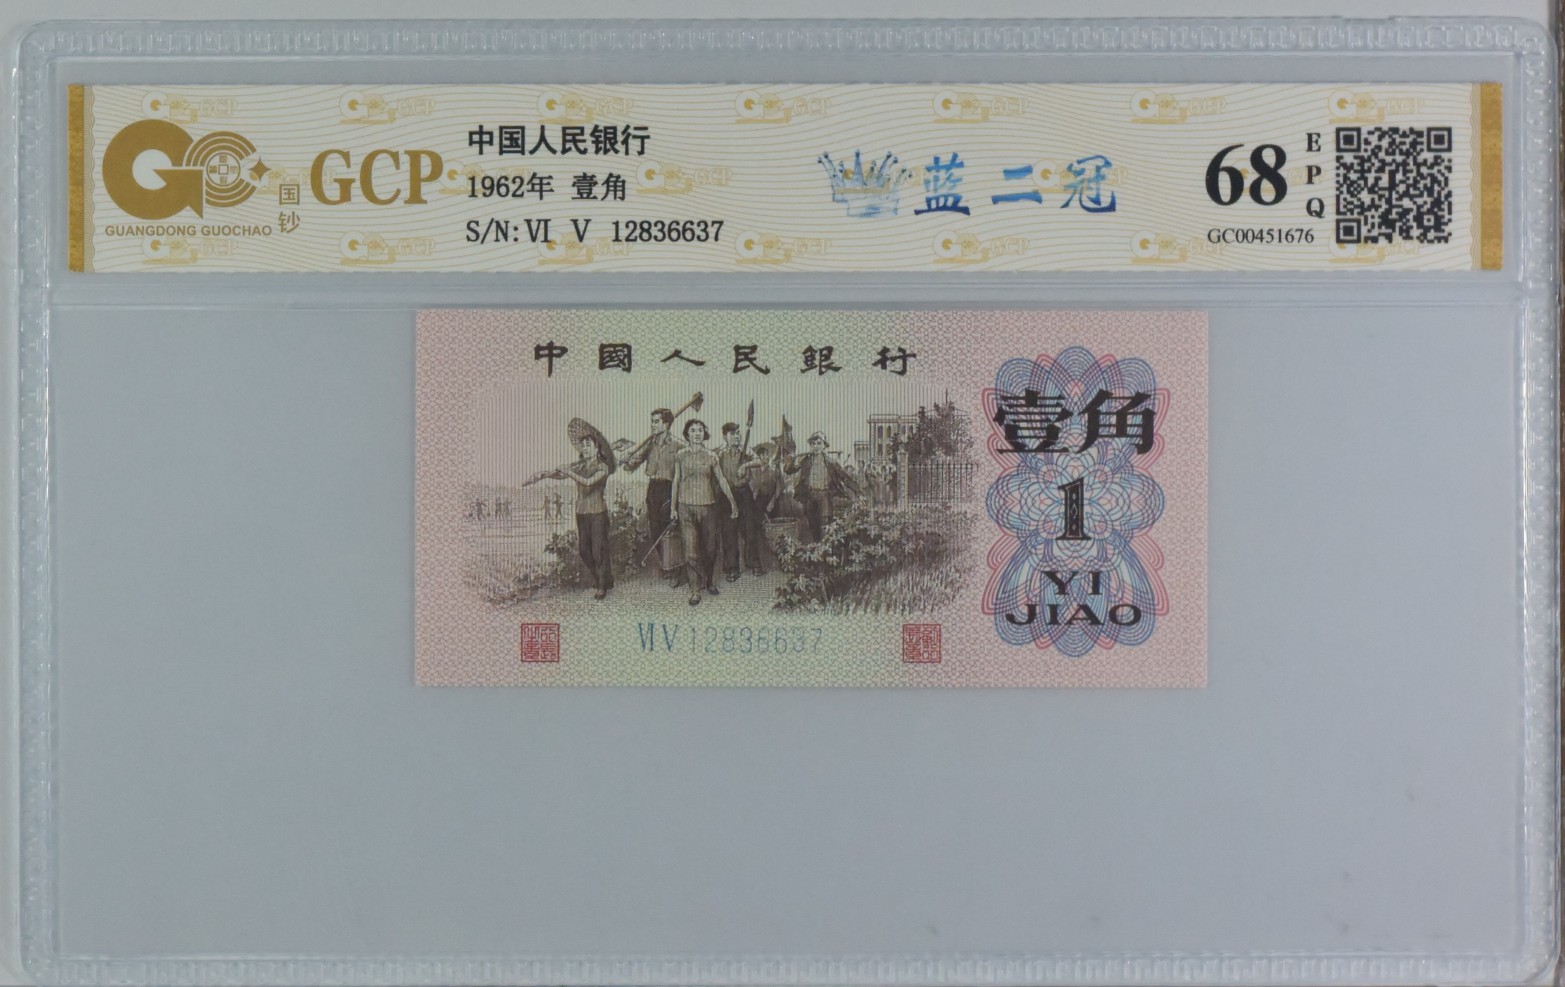 GCP
国
钞
GUANGDONG GUOCHAO
中国人民银行
1962年 壹角
S/N: VI V 12836637
蓝二冠
68
EPQ
GC00451676
中國人民銀行
壹角
1
YI
JIAO
VI V 12836637